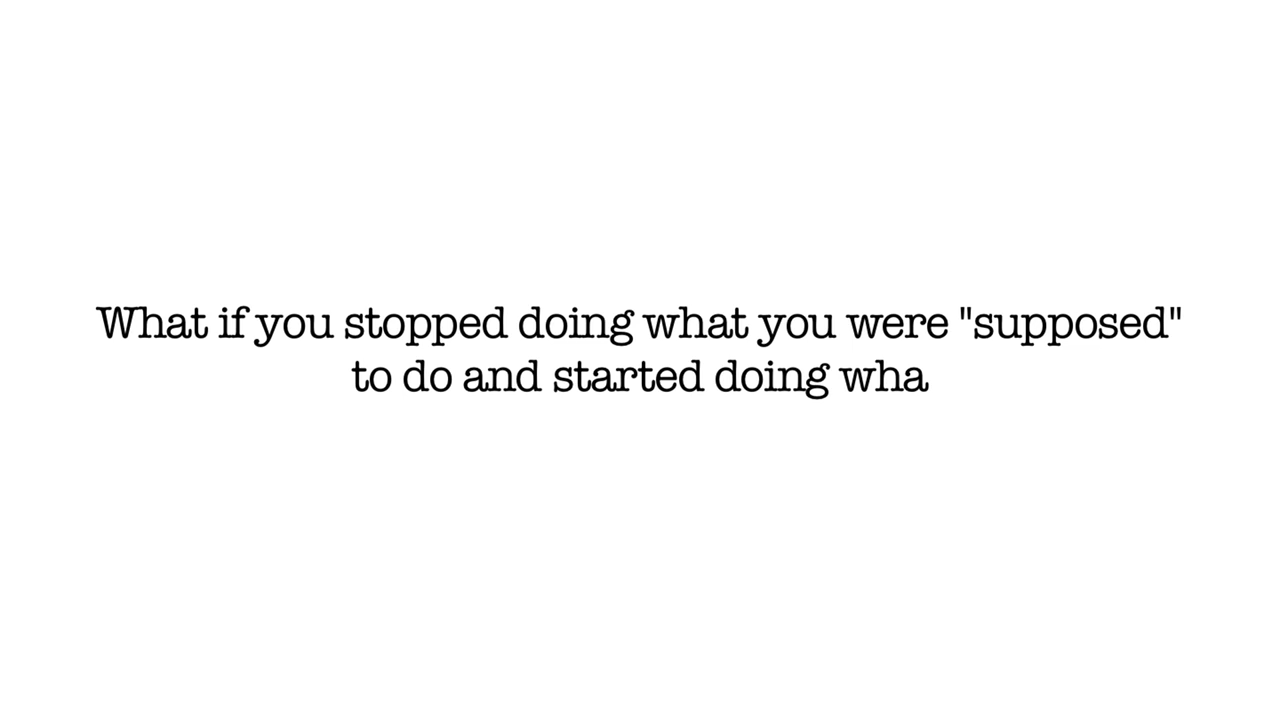 What if you stopped doing what you were "supposed"
to do and started doing wha